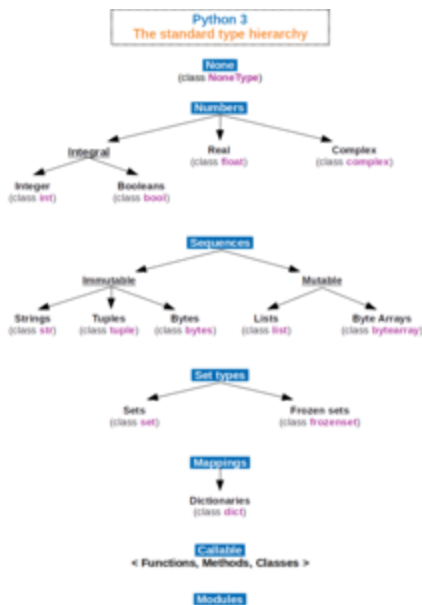 Python 3
The standard type hierarchy
None
(class NoneType)
Numbers
Integral
Real
(class float)
Complex
(class complex)
Integer
(class int)
Booleans
(class bool)
Sequences
Immutable
Mutable
Strings
(class str)
Tuples
(class tuple)
Bytes
(class bytes)
Lists
(class list)
Byte Arrays
(class bytearray)
Set types
Sets
(class set)
Frozen sets
(class frozenset)
Mappings
Dictionaries
(class dict)
Callable
< Functions, Methods, Classes >
Modules